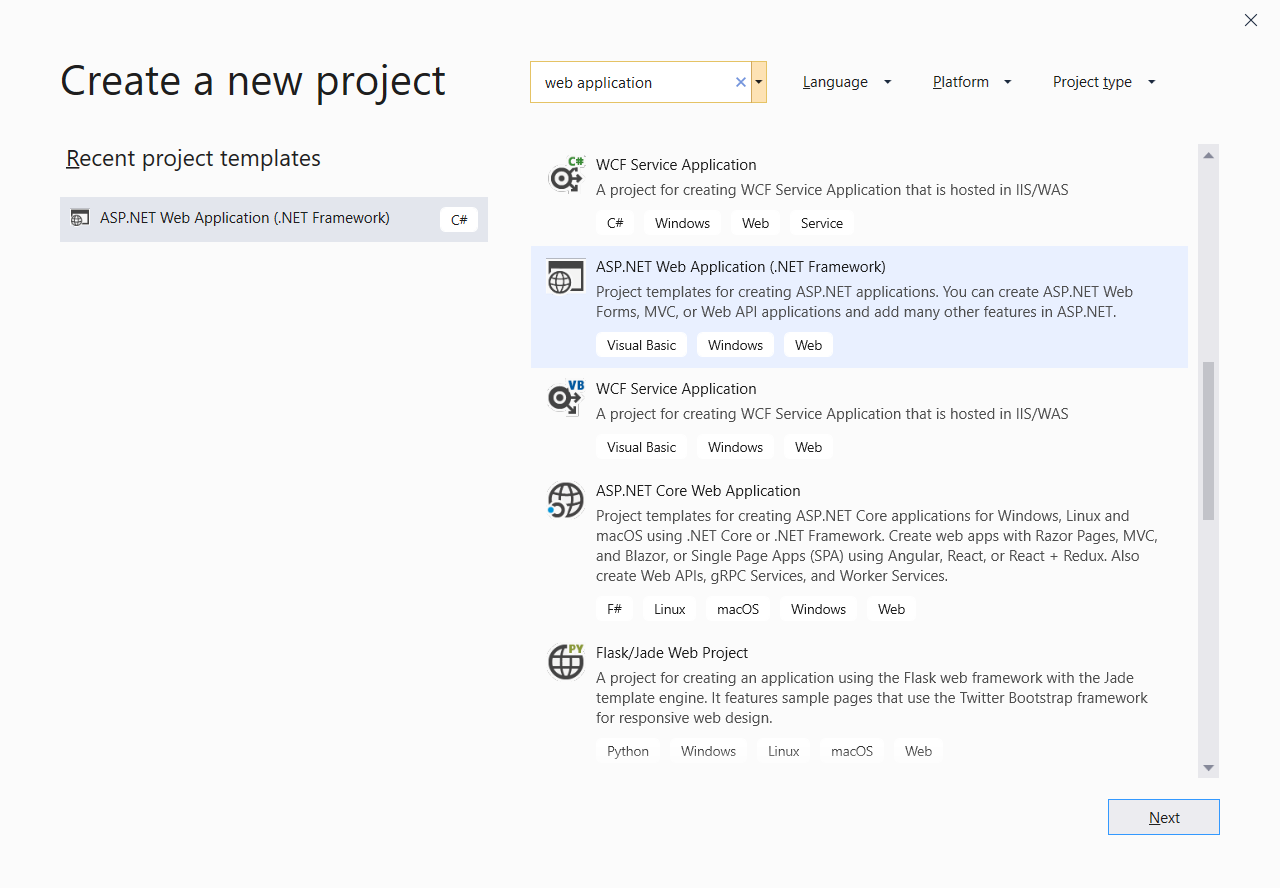 Create a new project
web application
Language
Platform
Project type
Recent project templates
ASP.NET Web Application (.NET Framework)
C#
C#
WCF Service Application
A project for creating WCF Service Application that is hosted in IIS/WAS
C# Windows Web Service
ASP.NET Web Application (.NET Framework)
Project templates for creating ASP.NET applications. You can create ASP.NET Web
Forms, MVC, or Web API applications and add many other features in ASP.NET.
Visual Basic Windows Web
VB
WCF Service Application
A project for creating WCF Service Application that is hosted in IIS/WAS
Visual Basic Windows Web
ASP.NET Core Web Application
Project templates for creating ASP.NET Core applications for Windows, Linux and
macOS using .NET Core or .NET Framework. Create web apps with Razor Pages, MVC,
and Blazor, or Single Page Apps (SPA) using Angular, React, or React + Redux. Also
create Web APIs, gRPC Services, and Worker Services.
F# Linux macOS Windows Web
PY
Flask/Jade Web Project
A project for creating an application using the Flask web framework with the Jade
template engine. It features sample pages that use the Twitter Bootstrap framework
for responsive web design.
Python Windows Linux macOS Web
Next